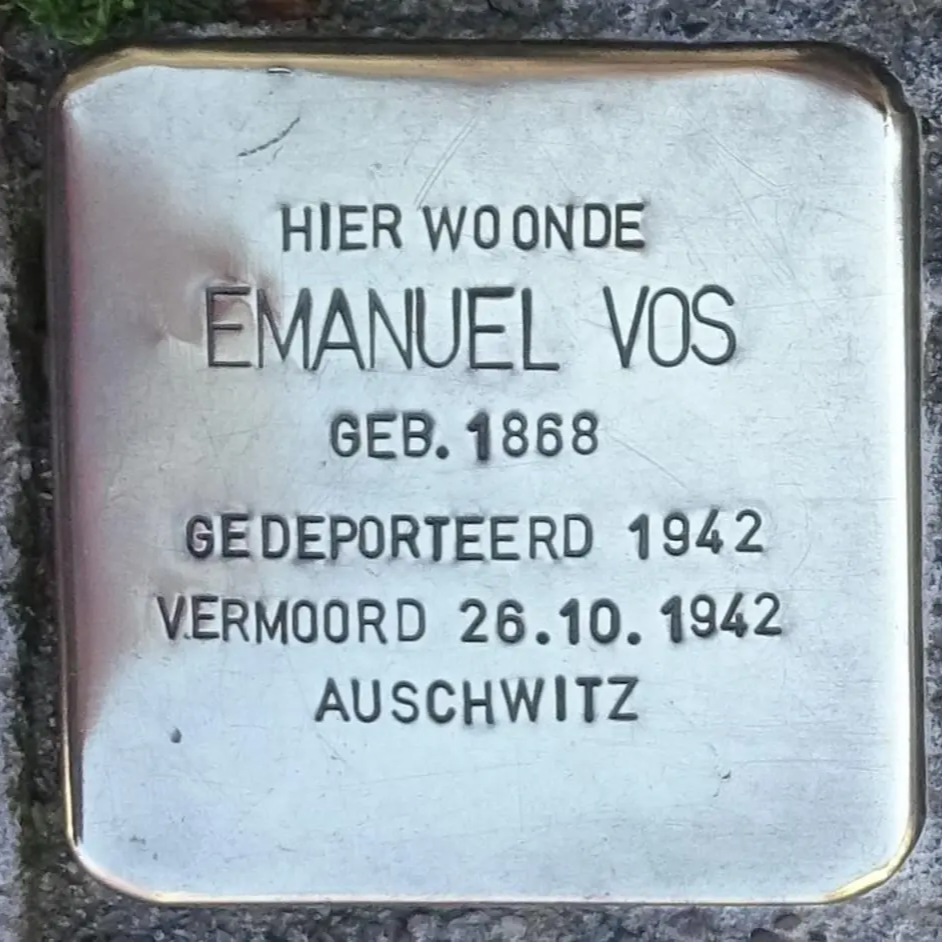 HIER WOONDE
EMANUEL VOS
GEB. 1868
GEDEPORTEERD 1942
VERMOORD 26.10.1942
AUSCHWITZ